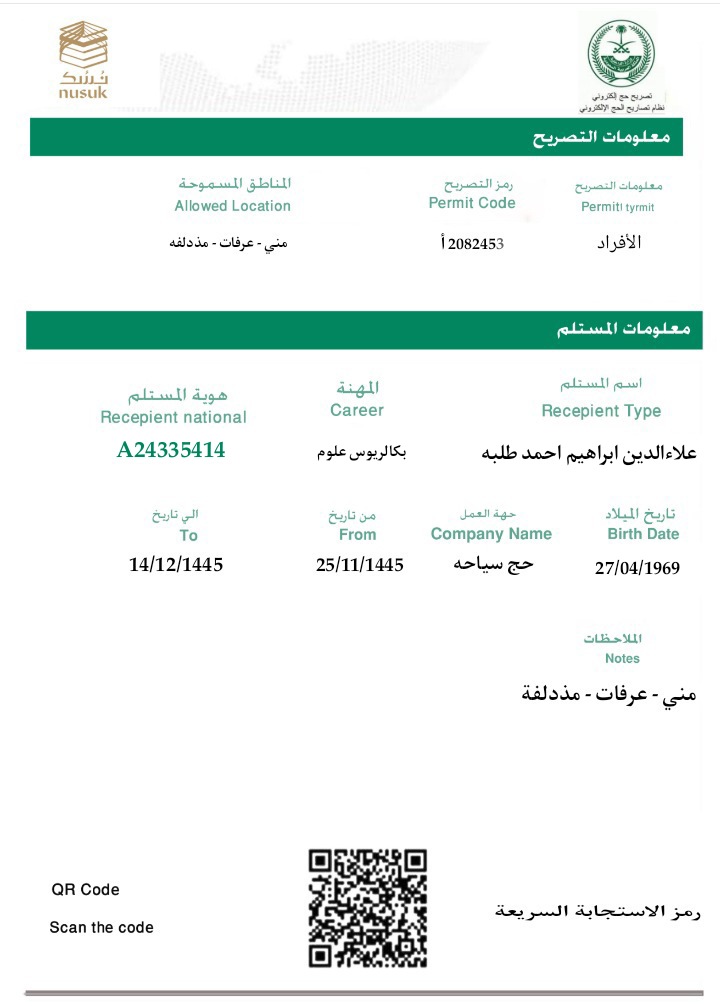 نُسُك
nusuk
تصريح حج إلكتروني
نظام تصاريح الحج الإلكتروني
معلومات التصريح
معلومات التصريح
Permit! tyrmit
الأفراد
رمز التصريح
Permit Code
2082453 أ
المناطق المسموحة
Allowed Location
مني - عرفات - مذدلفه
معلومات المستلم
اسم المستلم
Recepient Type
علاءالدين ابراهيم احمد طلبه
المهنة
Career
بكالريوس علوم
هوية المستلم
Recepient national
A24335414
تاريخ الميلاد
Birth Date
27/04/1969
جهة العمل
Company Name
حج سياحه
من تاريخ
From
25/11/1445
الي تاريخ
To
14/12/1445
الملاحظات
Notes
مني - عرفات - مذدلفة
رمز الاستجابة السريعة
QR Code
Scan the code